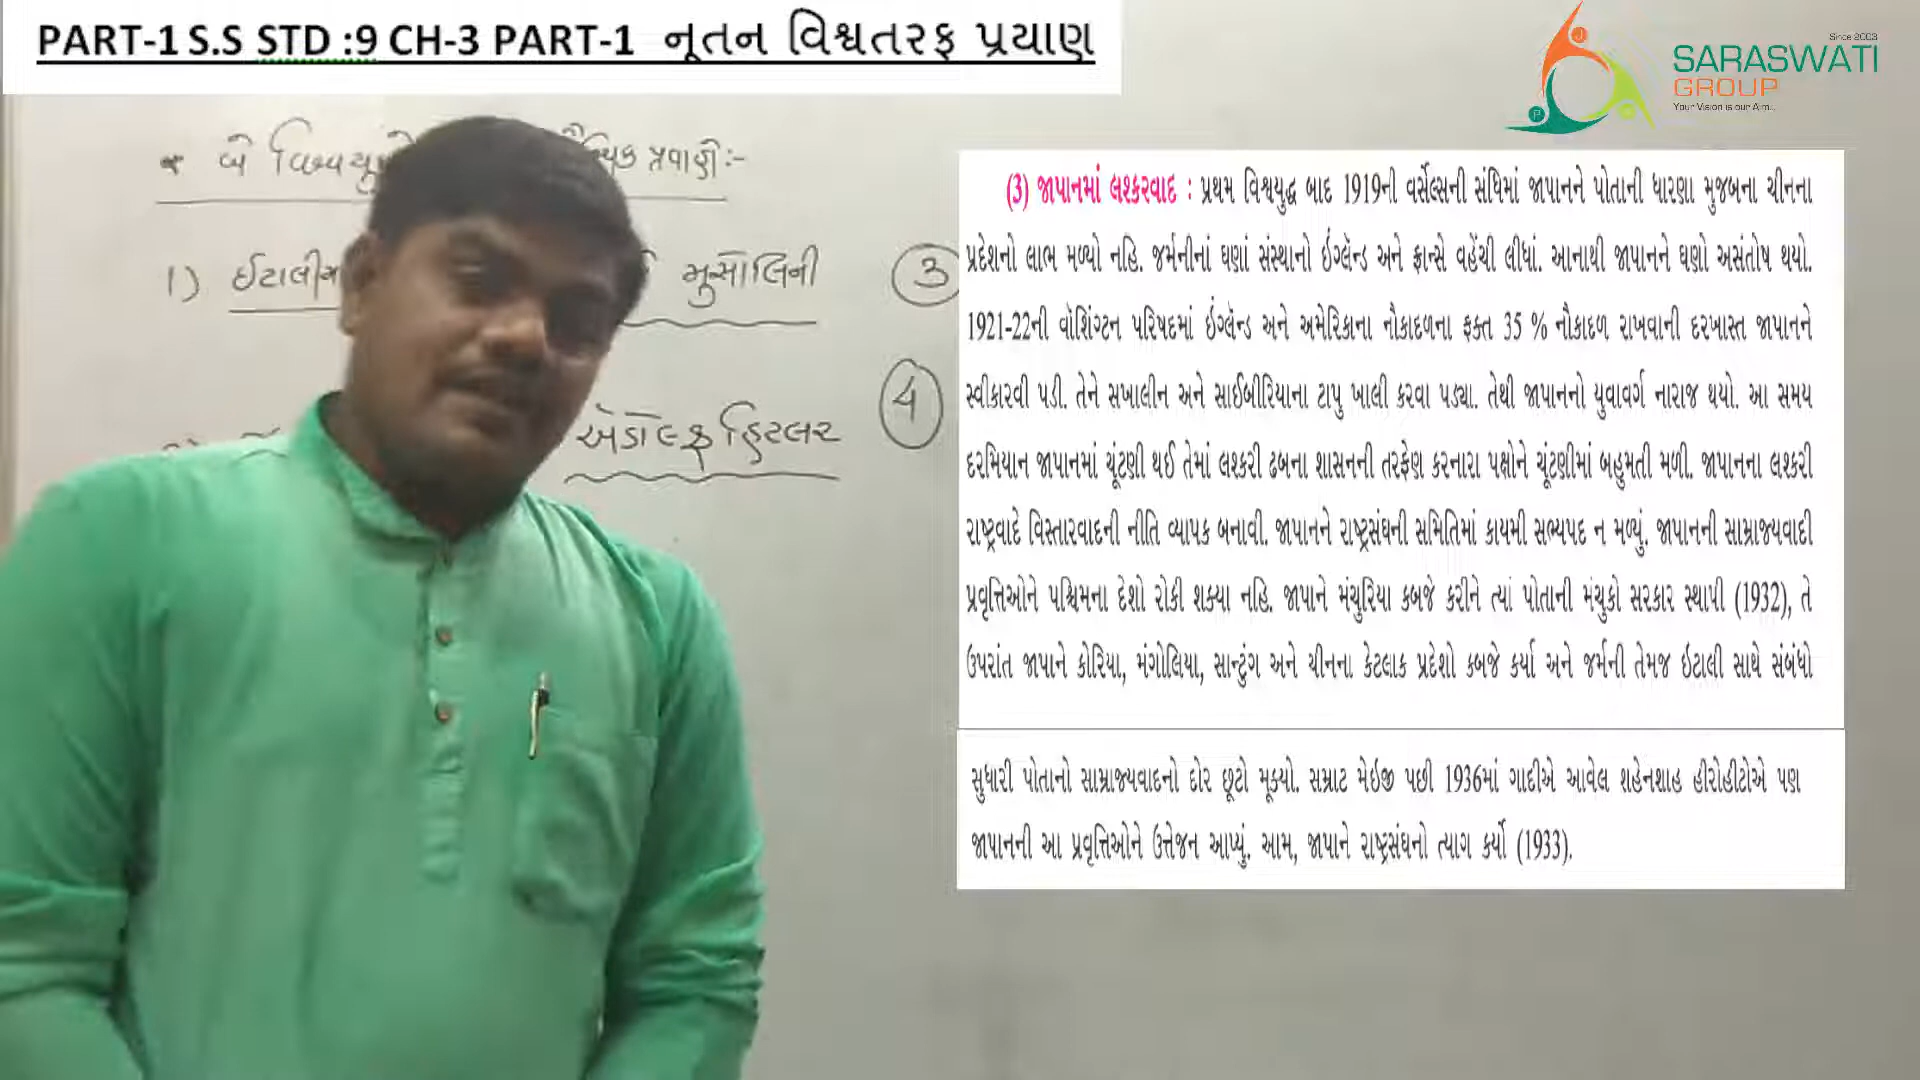 PART-1 S.S STD :9 CH-3 PART-1 નૂતન વિશ્વતરફ પ્રયાણ
Since 2003
SARASWATI
GROUP
Your Vision is our Aim...
* બે પ્રવાહો :-
1) મુસોલિની
3
એડોલ્ફ હિટલર
4
(3) જાપાનમાં લશ્કરવાદ : પ્રથમ વિશ્વયુદ્ધ બાદ 1919ની વર્સેલ્સની સંધિમાં જાપાનને પોતાની ધારણા મુજબના ચીનના
પ્રદેશનો લાભ મળ્યો નહિ. જર્મનીનાં ઘણાં સંસ્થાનો ઇંગ્લૅન્ડ અને ફ્રાન્સે વહેંચી લીધાં. આનાથી જાપાનને ઘણો અસંતોષ થયો.
1921-22ની વૉશિંગ્ટન પરિષદમાં ઇંગ્લૅન્ડ અને અમેરિકાના નૌકાદળના ફક્ત 35 % નૌકાદળ રાખવાની દરખાસ્ત જાપાનને
સ્વીકારવી પડી. તેને સખાલીન અને સાઈબીરિયાના ટાપુ ખાલી કરવા પડ્યા. તેથી જાપાનનો યુવાવર્ગ નારાજ થયો. આ સમય
દરમિયાન જાપાનમાં ચૂંટણી થઈ તેમાં લશ્કરી ઢબના શાસનની તરફેણ કરનારા પક્ષોને ચૂંટણીમાં બહુમતી મળી. જાપાનના લશ્કરી
રાષ્ટ્રવાદે વિસ્તારવાદની નીતિ વ્યાપક બનાવી. જાપાનને રાષ્ટ્રસંઘની સમિતિમાં કાયમી સભ્યપદ ન મળ્યું. જાપાનની સામ્રાજ્યવાદી
પ્રવૃત્તિઓને પશ્ચિમના દેશો રોકી શક્યા નહિ. જાપાને મંચુરિયા કબજે કરીને ત્યાં પોતાની મંચુકો સરકાર સ્થાપી (1932), તે
ઉપરાંત જાપાને કોરિયા, મંગોલિયા, સાન્ટુંગ અને ચીનના કેટલાક પ્રદેશો કબજે કર્યા અને જર્મની તેમજ ઇટાલી સાથે સંબંધો
સુધારી પોતાનો સામ્રાજ્યવાદનો દોર છૂટો મૂક્યો. સમ્રાટ મેઇજી પછી 1936માં ગાદીએ આવેલ શહેનશાહ હીરોહીટોએ પણ
જાપાનની આ પ્રવૃત્તિઓને ઉત્તેજન આપ્યું. આમ, જાપાને રાષ્ટ્રસંઘનો ત્યાગ કર્યો (1933).